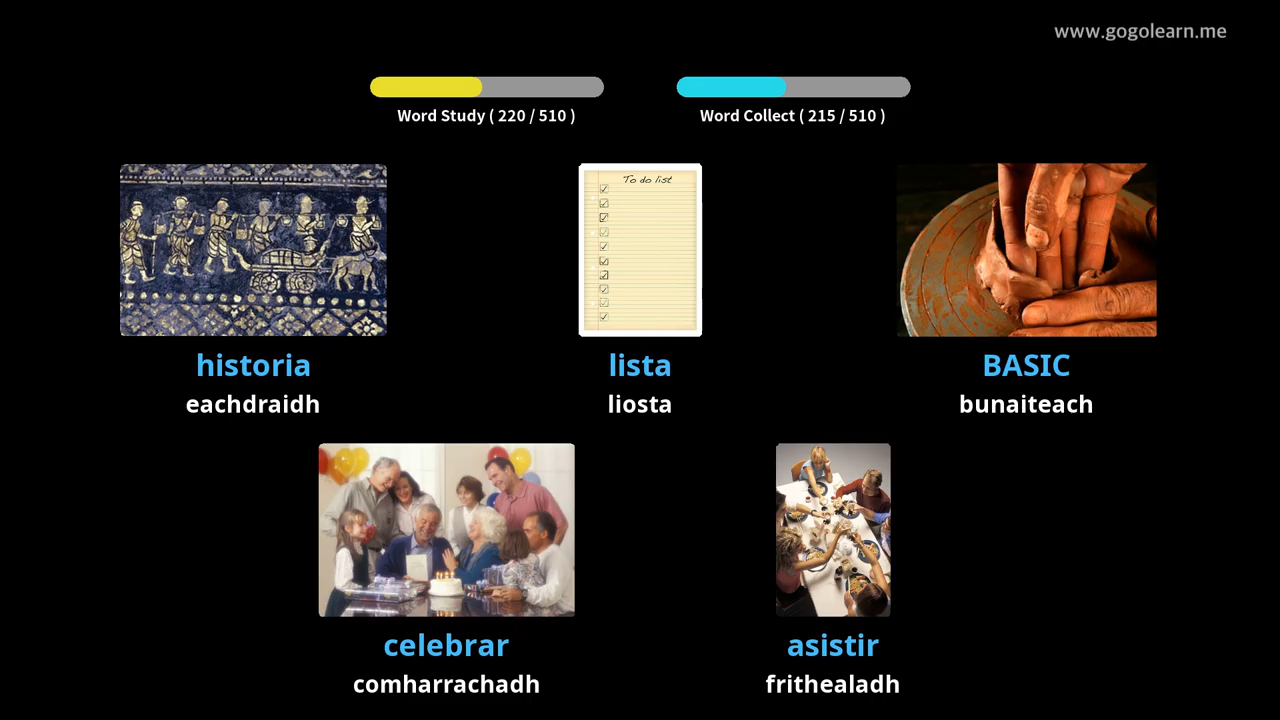 www.gogolearn.me
Word Study ( 220 / 510 )
Word Collect ( 215 / 510 )
To do list
historia
lista
BASIC
eachdraidh
liosta
bunaiteach
celebrar
asistir
comharrachadh
frithealadh